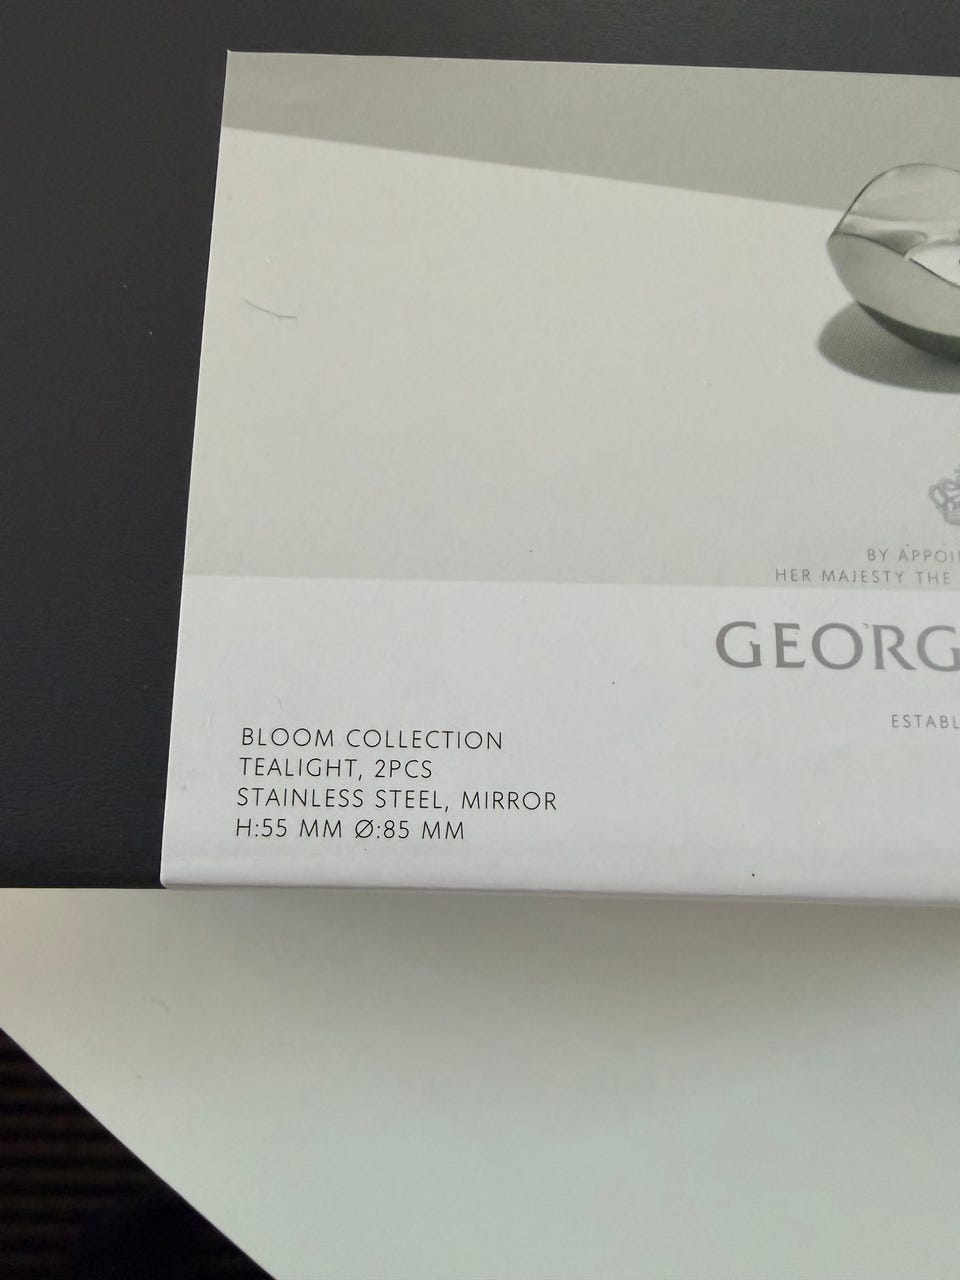 BY APPOI
HER MAJESTY THE
GEORG
ESTABL
BLOOM COLLECTION
TEALIGHT, 2PCS
STAINLESS STEEL, MIRROR
H:55 MM Ø:85 MM